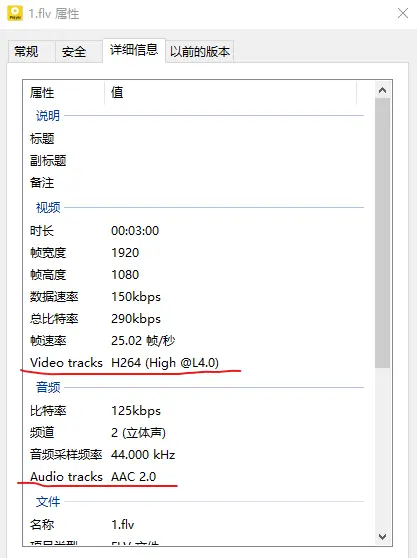 1.flv 属性
常规 安全 详细信息 以前的版本
属性 值
说明
标题
副标题
备注
视频
时长 00:03:00
帧宽度 1920
帧高度 1080
数据速率 150kbps
总比特率 290kbps
帧速率 25.02 帧/秒
Video tracks H264 (High @L4.0)
音频
比特率 125kbps
频道 2 (立体声)
音频采样频率 44.000 kHz
Audio tracks AAC 2.0
文件
名称 1.flv